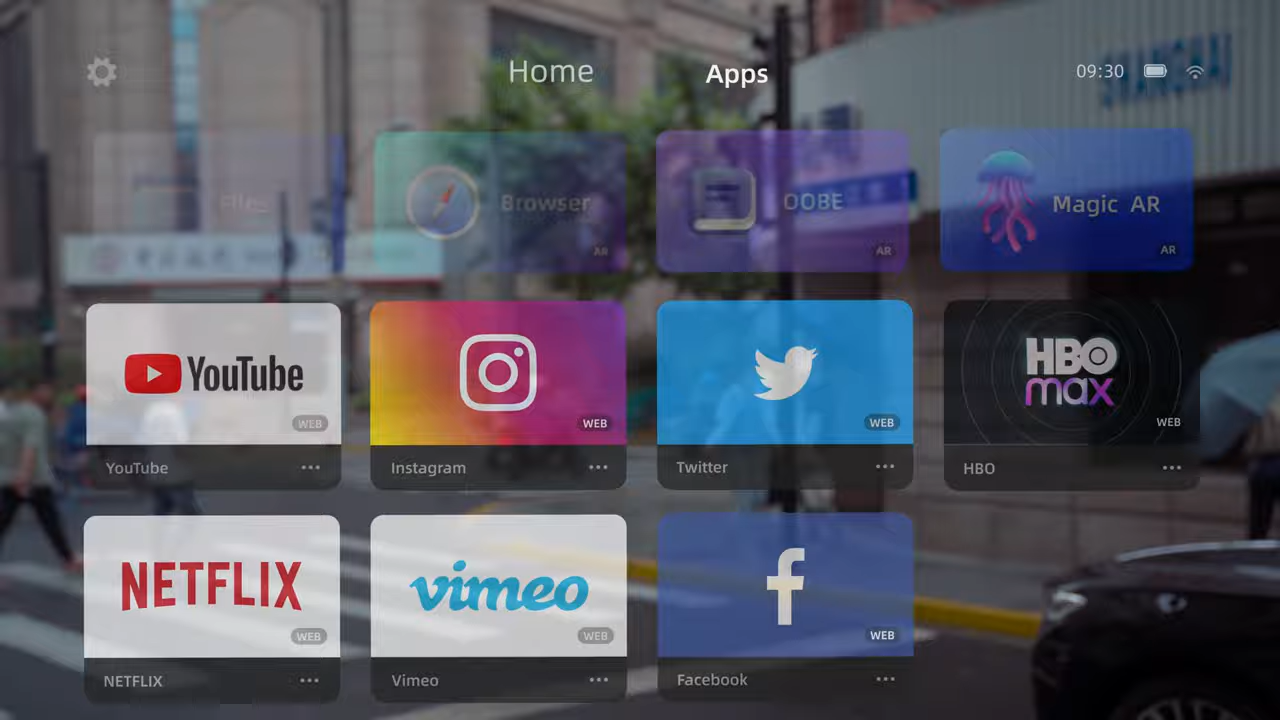 Home
Apps
09:30
Files
Browser
AR
OOBE
AR
Magic AR
AR
YouTube
WEB
YouTube
WEB
Instagram
WEB
Twitter
HBO
max
WEB
HBO
NETFLIX
WEB
NETFLIX
vimeo
WEB
Vimeo
f
WEB
Facebook
SHANGHAI